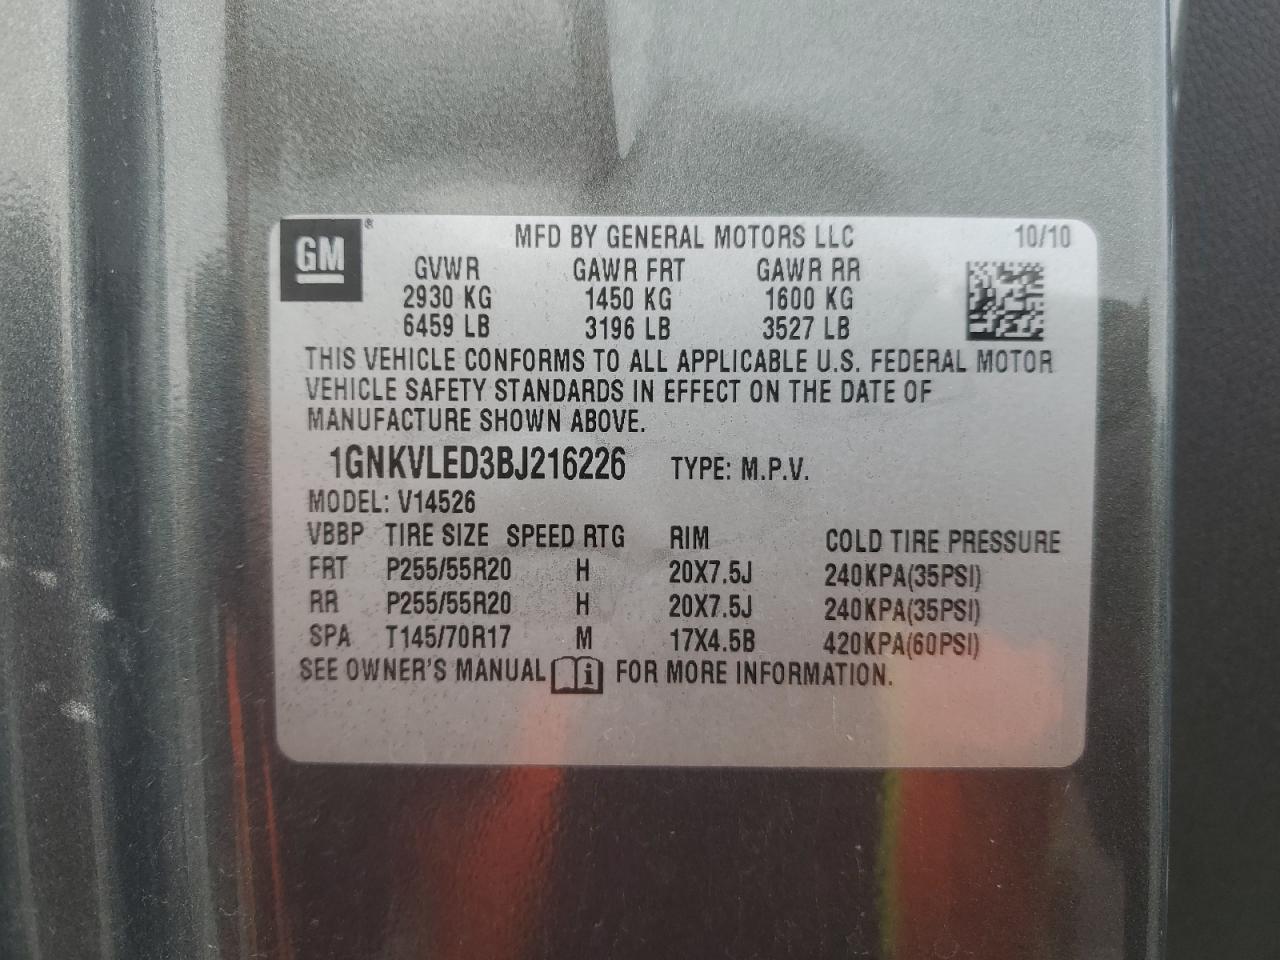 GM®
MFD BY GENERAL MOTORS LLC 10/10
GVWR GAWR FRT GAWR RR
2930 KG 1450 KG 1600 KG
6459 LB 3196 LB 3527 LB
THIS VEHICLE CONFORMS TO ALL APPLICABLE U.S. FEDERAL MOTOR
VEHICLE SAFETY STANDARDS IN EFFECT ON THE DATE OF
MANUFACTURE SHOWN ABOVE.
1GNKVLED3BJ216226 TYPE: M.P.V.
MODEL: V14526
VBBP TIRE SIZE SPEED RTG RIM COLD TIRE PRESSURE
FRT P255/55R20 H 20X7.5J 240KPA(35PSI)
RR P255/55R20 H 20X7.5J 240KPA(35PSI)
SPA T145/70R17 M 17X4.5B 420KPA(60PSI)
SEE OWNER'S MANUAL i FOR MORE INFORMATION.